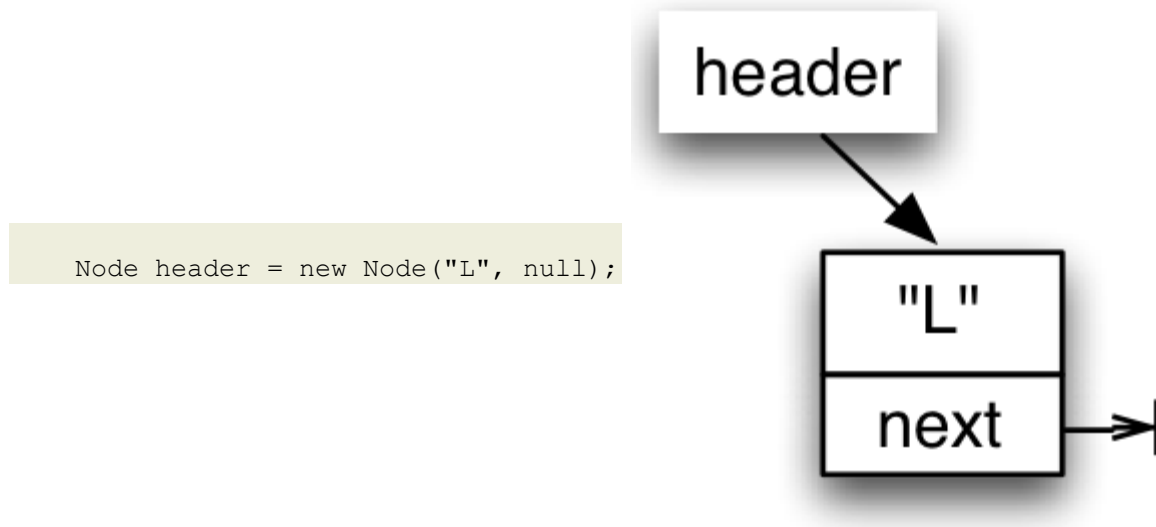 header
Node header = new Node("L", null);
"L"
next